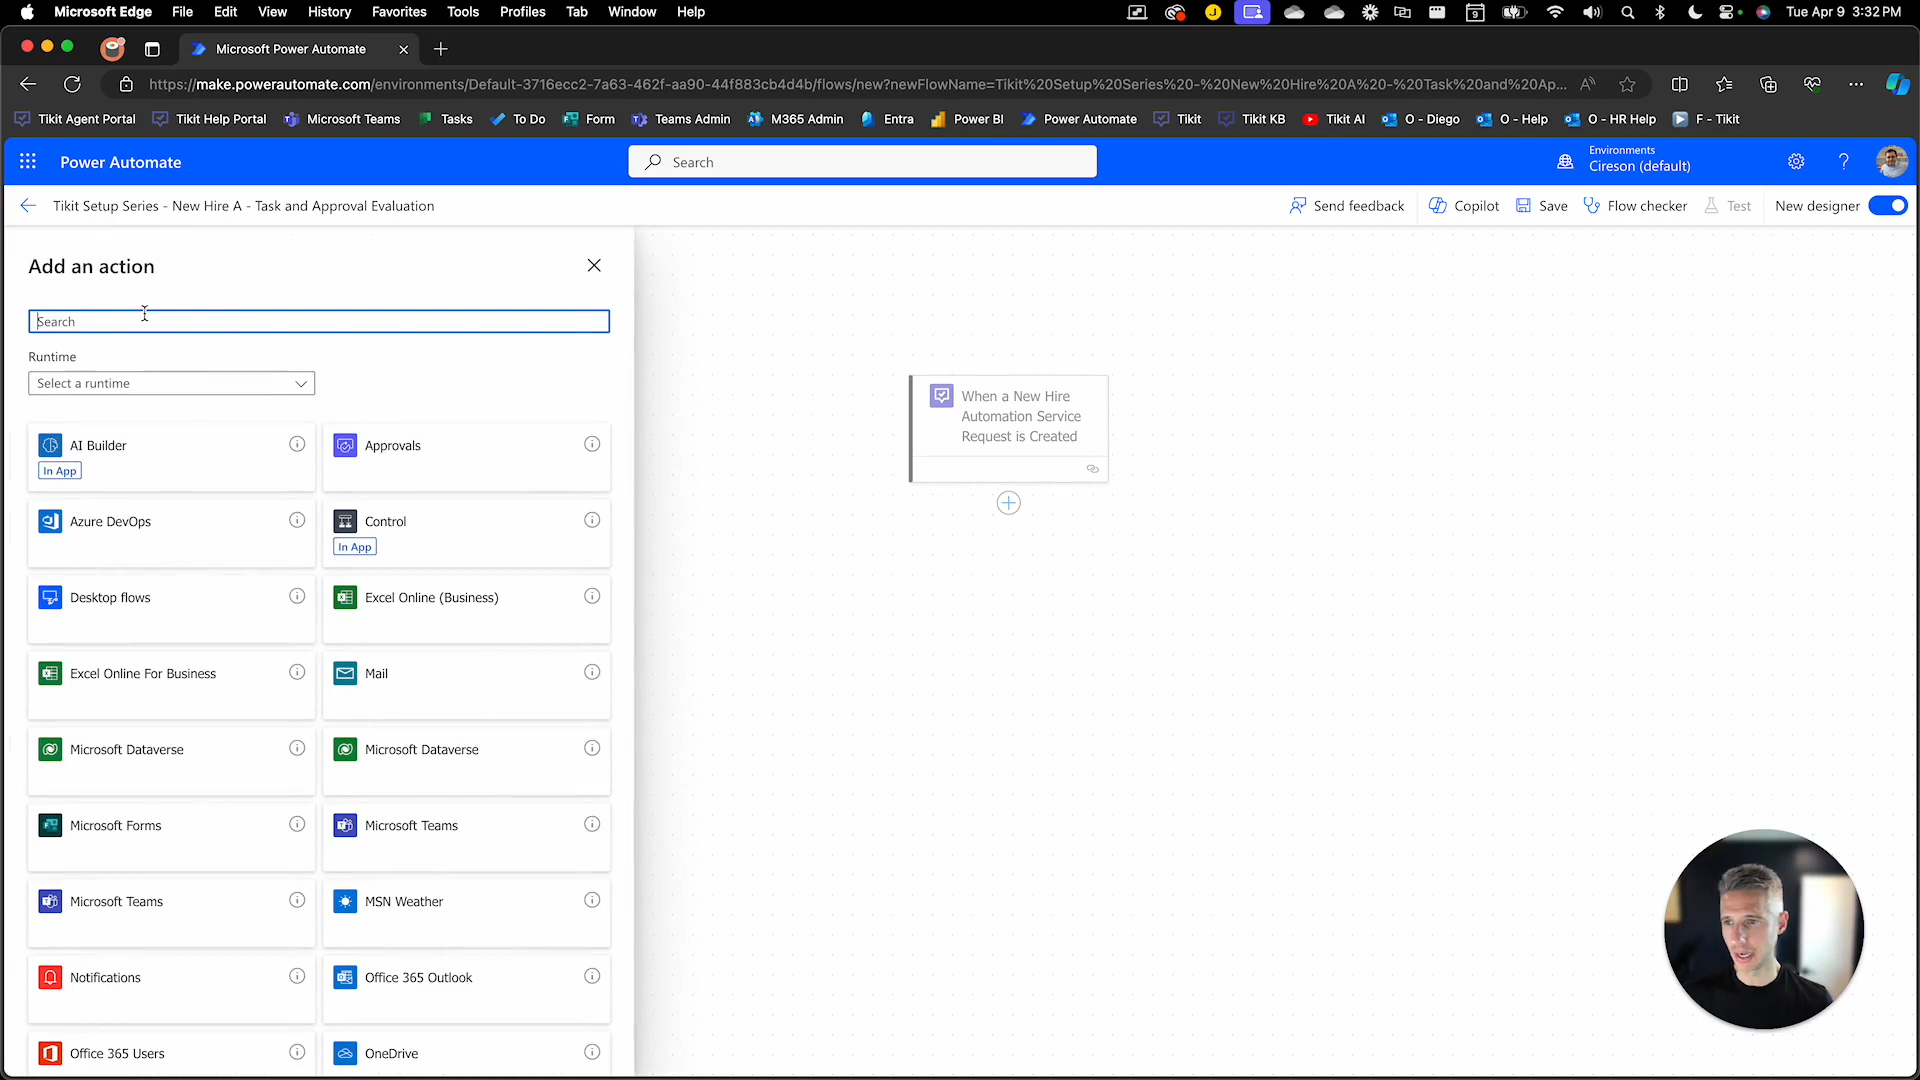 Microsoft Edge File Edit View History Favorites Tools Profiles Tab Window Help Tue Apr 9 3:32 PM
Microsoft Power Automate
https://make.powerautomate.com/environments/Default-3716ecc2-7a63-462f-aa90-44f883cb4d4b/flows/new?newFlowName=Tikit%20Setup%20Series%20-%20New%20Hire%20A%20-%20Task%20and%20Ap...
Tikit Agent Portal Tikit Help Portal Microsoft Teams Tasks To Do Form Teams Admin M365 Admin Entra Power BI Power Automate Tikit Tikit KB Tikit AI O - Diego O - Help O - HR Help F - Tikit
Power Automate
Search
Environments
Cireson (default)
Tikit Setup Series - New Hire A - Task and Approval Evaluation
Send feedback Copilot Save Flow checker Test New designer
Add an action
Search
Runtime
Select a runtime
AI Builder
In App
Approvals
Azure DevOps
Control
In App
Desktop flows
Excel Online (Business)
Excel Online For Business
Mail
Microsoft Dataverse
Microsoft Dataverse
Microsoft Forms
Microsoft Teams
Microsoft Teams
MSN Weather
Notifications
Office 365 Outlook
Office 365 Users
OneDrive
When a New Hire
Automation Service
Request is Created